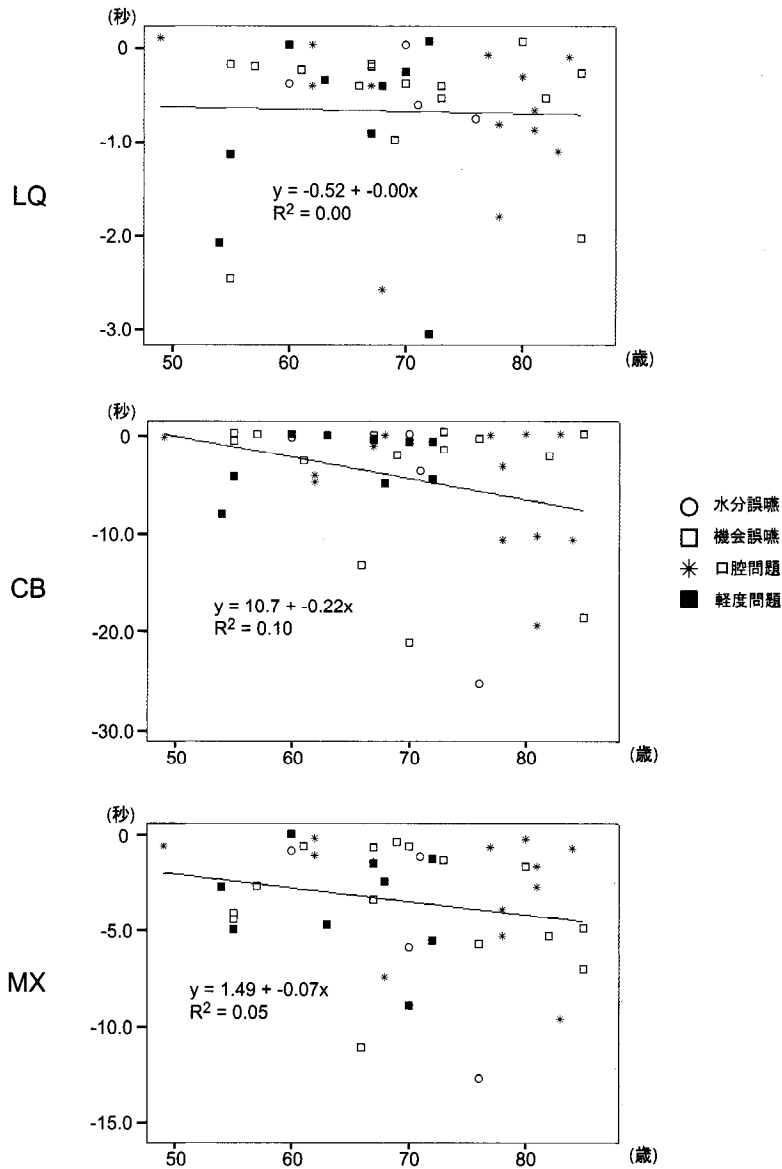 (秒)
0
-1.0
LQ
y = -0.52 + -0.00x
R2 = 0.00
-2.0
-3.0
50 60 70 80 (歳)
(秒)
0
-10.0
CB
y = 10.7 + -0.22x
R2 = 0.10
-20.0
-30.0
50 60 70 80 (歳)
水分誤嚥
機会誤嚥
口腔問題
軽度問題
(秒)
0
-5.0
MX
y = 1.49 + -0.07x
R2 = 0.05
-10.0
-15.0
50 60 70 80 (歳)